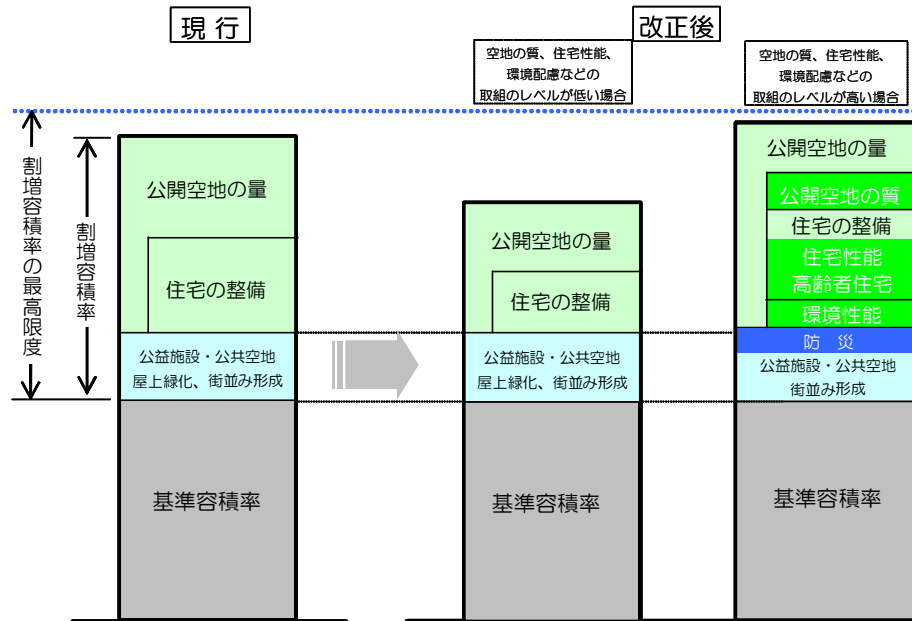 現 行
改正後
空地の質、住宅性能、
環境配慮などの
取組のレベルが低い場合
空地の質、住宅性能、
環境配慮などの
取組のレベルが高い場合
割増容積率の最高限度
割増容積率
公開空地の量
住宅の整備
公益施設・公共空地
屋上緑化、街並み形成
基準容積率
公開空地の量
住宅の整備
公益施設・公共空地
屋上緑化、街並み形成
基準容積率
公開空地の量
公開空地の質
住宅の整備
住宅性能
高齢者住宅
環境性能
防 災
公益施設・公共空地
街並み形成
基準容積率